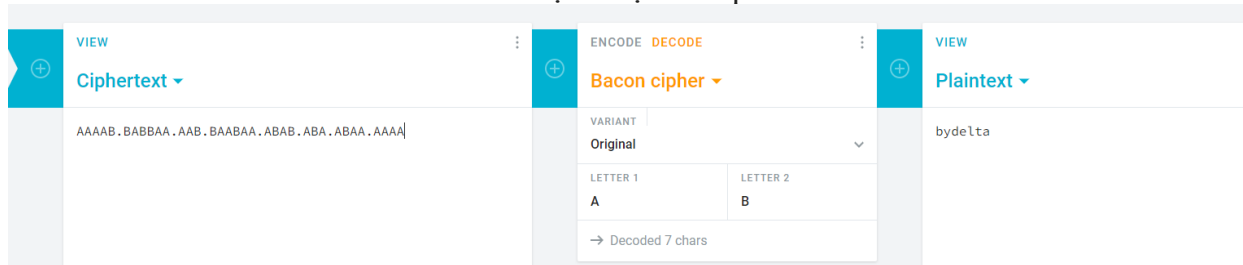 VIEW
Ciphertext
AAAAB.BABBAA.AAB.BAABAA.ABAB.ABA.ABAA.AAAA
ENCODE DECODE
Bacon cipher
VARIANT
Original
LETTER 1
A
LETTER 2
B
→ Decoded 7 chars
VIEW
Plaintext
bydelta